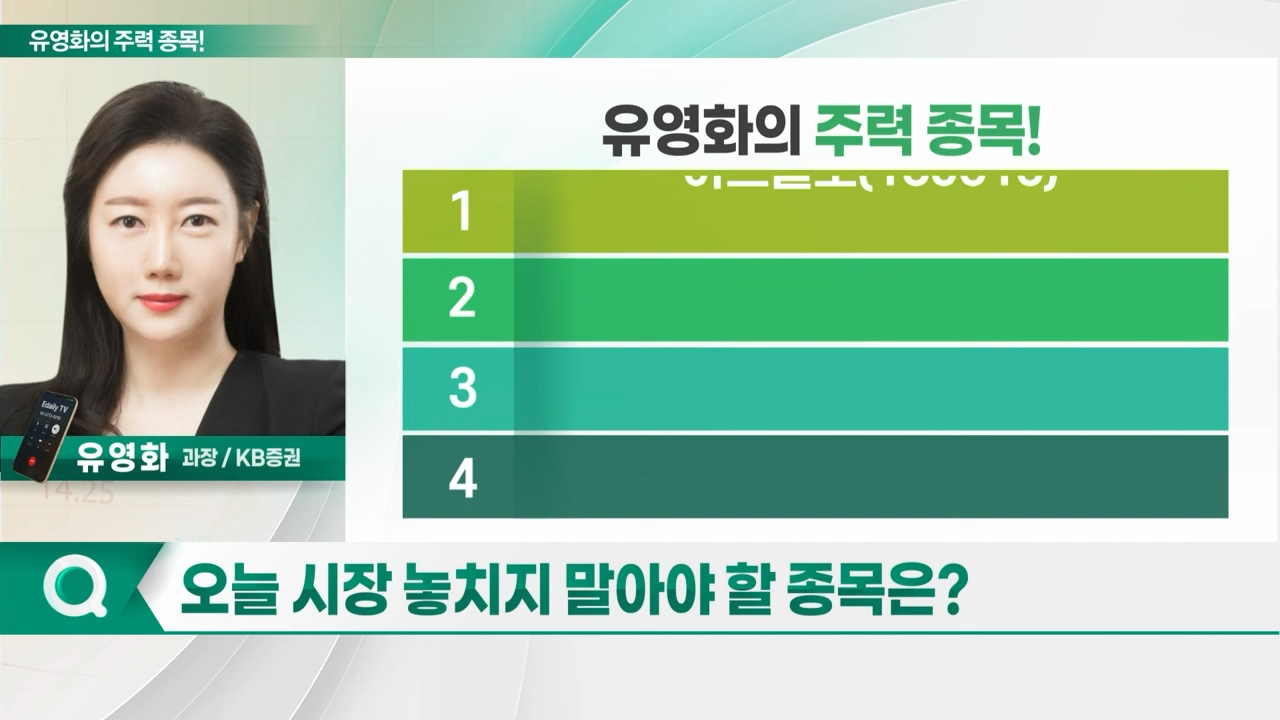 유영화의 주력 종목!
유영화의 주력 종목!
1
2
3
4
Edaily TV
유영화 과장 / KB증권
14.25
오늘 시장 놓치지 말아야 할 종목은?